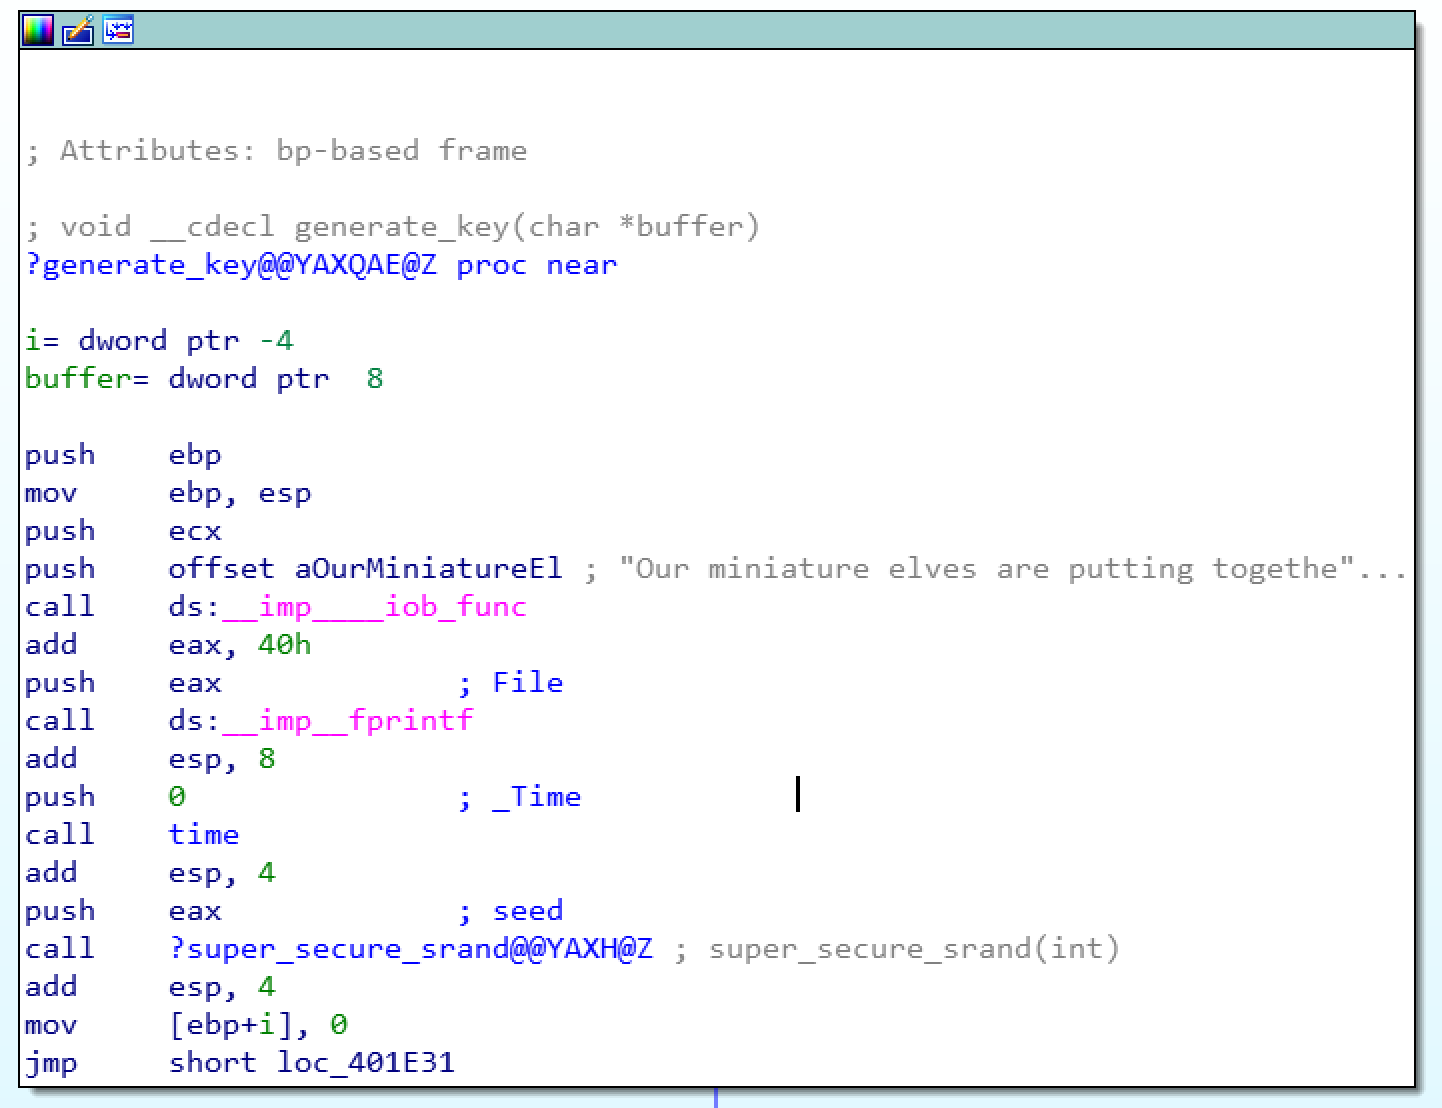 ; Attributes: bp-based frame
; void __cdecl generate_key(char *buffer)
?generate_key@@YAXQAE@Z proc near
i= dword ptr -4
buffer= dword ptr  8
push    ebp
mov     ebp, esp
push    ecx
push    offset aOurMiniatureEl ; "Our miniature elves are putting togethe"...
call    ds:__imp____iob_func
add     eax, 40h
push    eax             ; File
call    ds:__imp__fprintf
add     esp, 8
push    0               ; _Time
call    time
add     esp, 4
push    eax             ; seed
call    ?super_secure_srand@@YAXH@Z ; super_secure_srand(int)
add     esp, 4
mov     [ebp+i], 0
jmp     short loc_401E31